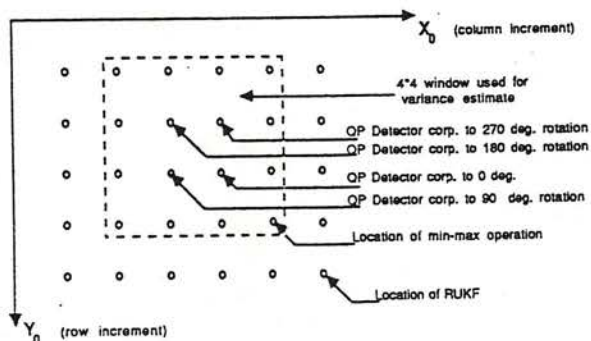 X₀ (column increment)
4*4 window used for
variance estimate
QP Detector corp. to 270 deg. rotation
QP Detector corp. to 180 deg. rotation
QP Detector corp. to 0 deg.
QP Detector corp. to 90 deg. rotation
Location of min-max operation
Location of RUKF
Y₀ (row increment)